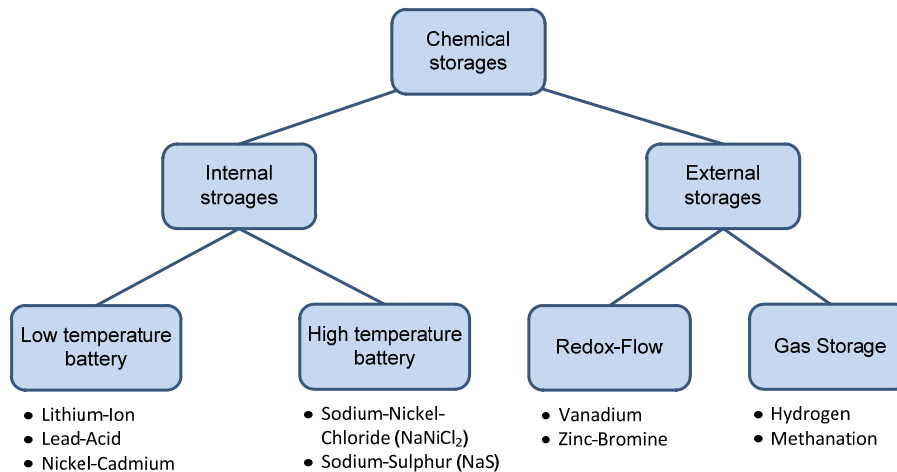 Chemical
storages
Internal
stroages
External
storages
Low temperature
battery
High temperature
battery
Redox-Flow
Gas Storage
• Lithium-Ion
• Lead-Acid
• Nickel-Cadmium
• Sodium-Nickel-
Chloride (NaNiCl₂)
• Sodium-Sulphur (NaS)
• Vanadium
• Zinc-Bromine
• Hydrogen
• Methanation